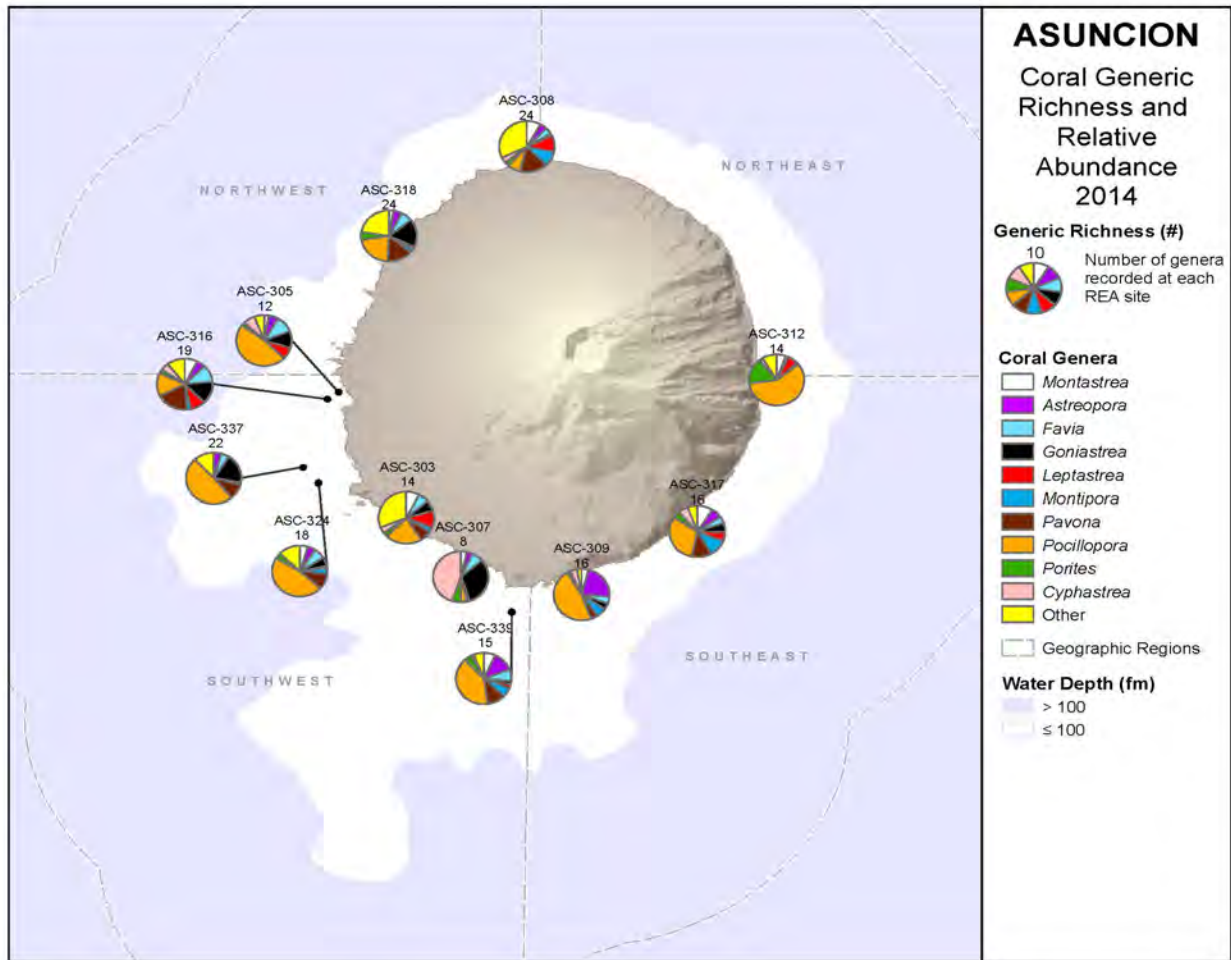 ASUNCION
Coral Generic
Richness and
Relative
Abundance
2014
Generic Richness (#)
10
Number of genera
recorded at each
REA site
Coral Genera
Montastrea
Astreopora
Favia
Goniastrea
Leptastrea
Montipora
Pavona
Pocillopora
Porites
Cyphastrea
Other
Geographic Regions
Water Depth (fm)
> 100
≤ 100
ASC-308
24
NORTHWEST
NORTHEAST
ASC-318
24
ASC-305
12
ASC-316
19
ASC-312
14
ASC-337
22
ASC-303
14
ASC-317
16
ASC-324
18
ASC-307
8
ASC-309
16
ASC-339
15
SOUTHWEST
SOUTHEAST